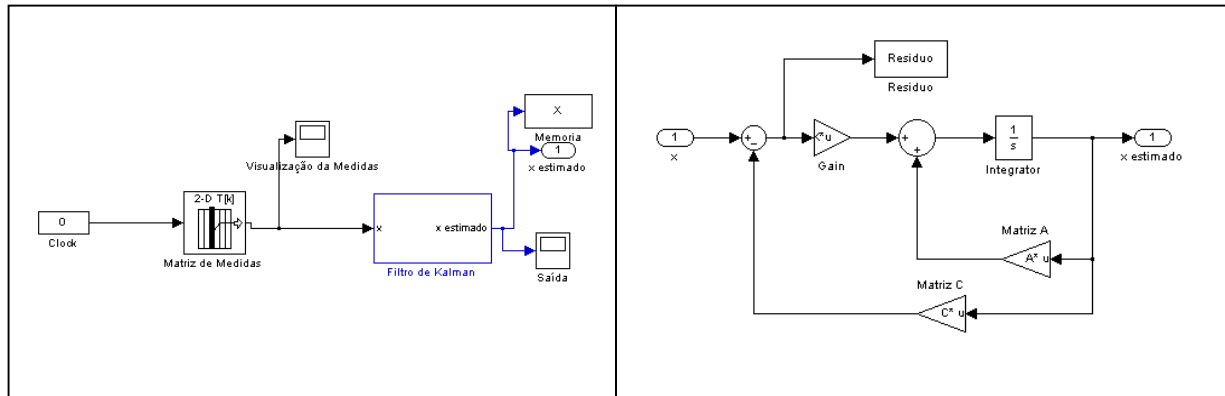 X
Memoria
1
x estimado
Visualização da Medidas
2-D T[k]
0
Clock
Matriz de Medidas
x
x estimado
Filtro de Kalman
Saída
Residuo
Residuo
1
x
+
−
*u
Gain
+
+
1
s
Integrator
1
x estimado
Matriz A
A* u
Matriz C
C* u